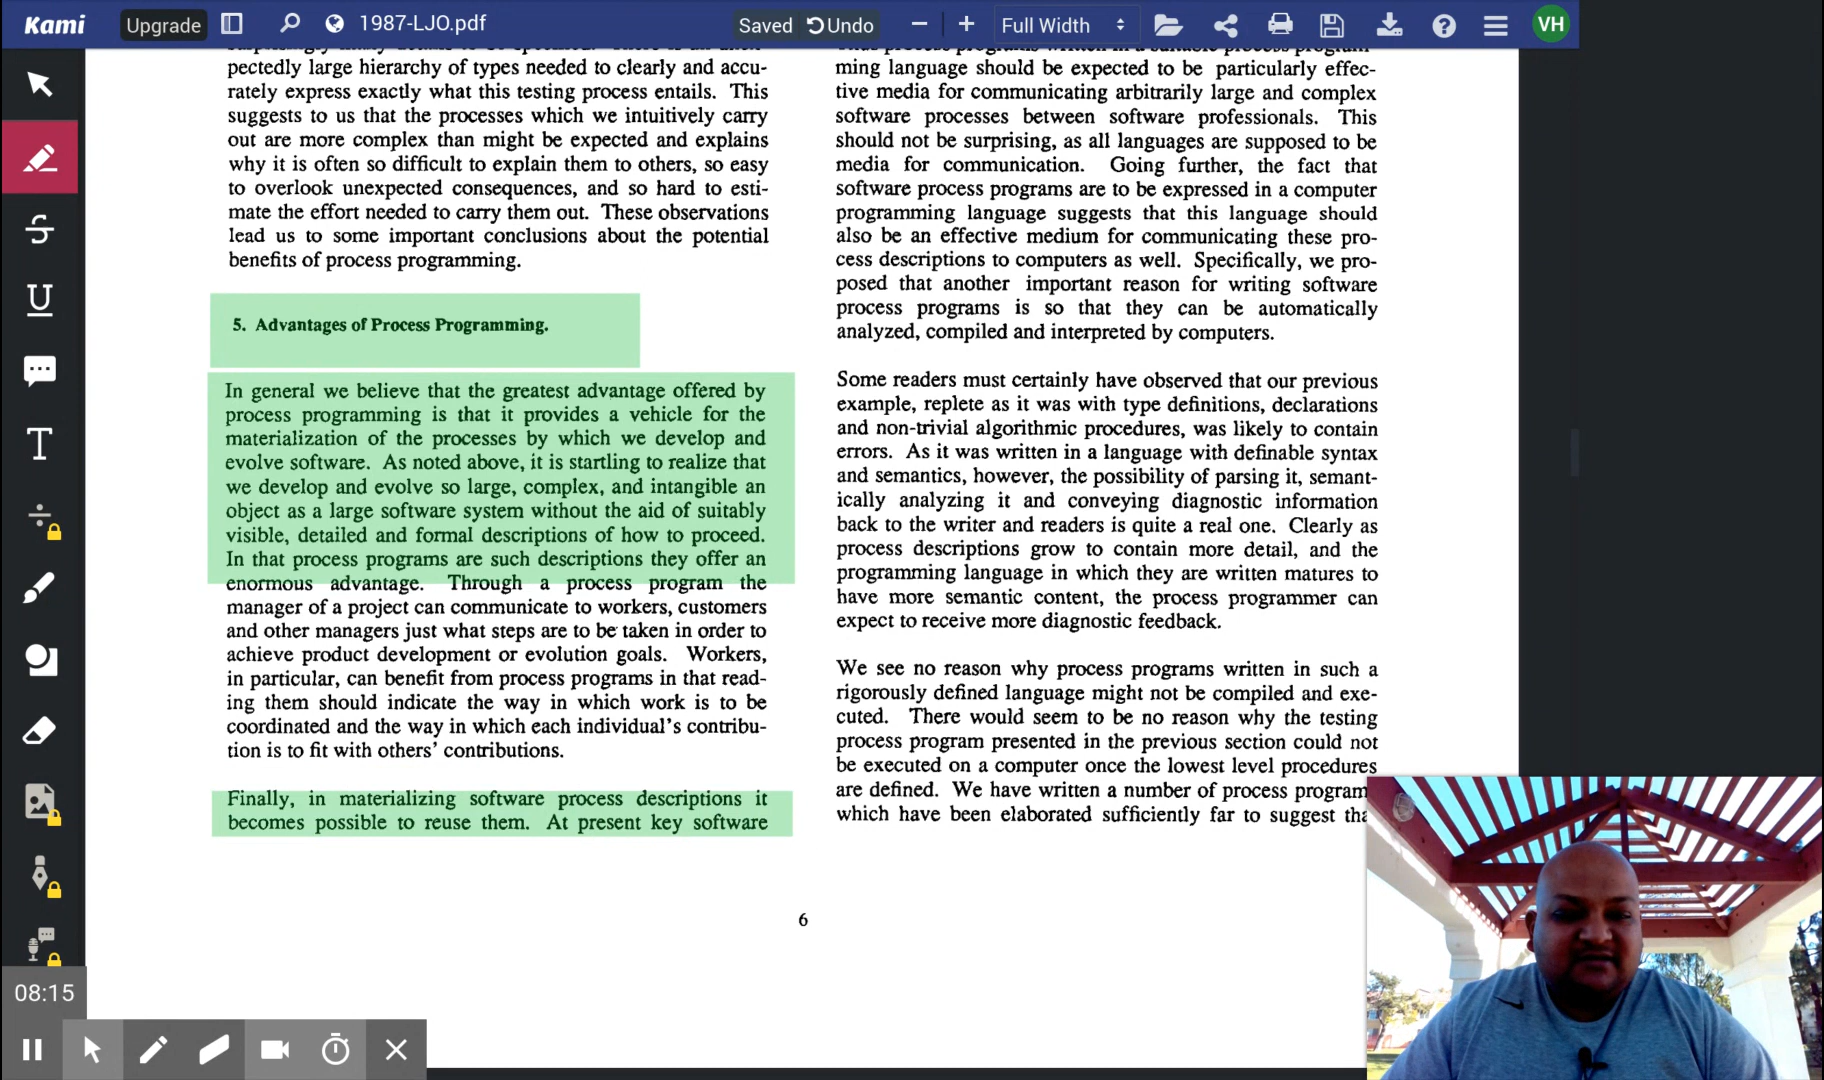 Kami
Upgrade
1987-LJO.pdf
Saved
Undo
Full Width
VH
pectedly large hierarchy of types needed to clearly and accu-
rately express exactly what this testing process entails. This
suggests to us that the processes which we intuitively carry
out are more complex than might be expected and explains
why it is often so difficult to explain them to others, so easy
to overlook unexpected consequences, and so hard to esti-
mate the effort needed to carry them out. These observations
lead us to some important conclusions about the potential
benefits of process programming.
5. Advantages of Process Programming.
In general we believe that the greatest advantage offered by
process programming is that it provides a vehicle for the
materialization of the processes by which we develop and
evolve software. As noted above, it is startling to realize that
we develop and evolve so large, complex, and intangible an
object as a large software system without the aid of suitably
visible, detailed and formal descriptions of how to proceed.
In that process programs are such descriptions they offer an
enormous advantage. Through a process program the
manager of a project can communicate to workers, customers
and other managers just what steps are to be taken in order to
achieve product development or evolution goals. Workers,
in particular, can benefit from process programs in that read-
ing them should indicate the way in which work is to be
coordinated and the way in which each individual's contribu-
tion is to fit with others' contributions.
Finally, in materializing software process descriptions it
becomes possible to reuse them. At present key software
ming language should be expected to be particularly effec-
tive media for communicating arbitrarily large and complex
software processes between software professionals. This
should not be surprising, as all languages are supposed to be
media for communication. Going further, the fact that
software process programs are to be expressed in a computer
programming language suggests that this language should
also be an effective medium for communicating these pro-
cess descriptions to computers as well. Specifically, we pro-
posed that another important reason for writing software
process programs is so that they can be automatically
analyzed, compiled and interpreted by computers.
Some readers must certainly have observed that our previous
example, replete as it was with type definitions, declarations
and non-trivial algorithmic procedures, was likely to contain
errors. As it was written in a language with definable syntax
and semantics, however, the possibility of parsing it, semant-
ically analyzing it and conveying diagnostic information
back to the writer and readers is quite a real one. Clearly as
process descriptions grow to contain more detail, and the
programming language in which they are written matures to
have more semantic content, the process programmer can
expect to receive more diagnostic feedback.
We see no reason why process programs written in such a
rigorously defined language might not be compiled and exe-
cuted. There would seem to be no reason why the testing
process program presented in the previous section could not
be executed on a computer once the lowest level procedures
are defined. We have written a number of process program
which have been elaborated sufficiently far to suggest tha
6
08:15